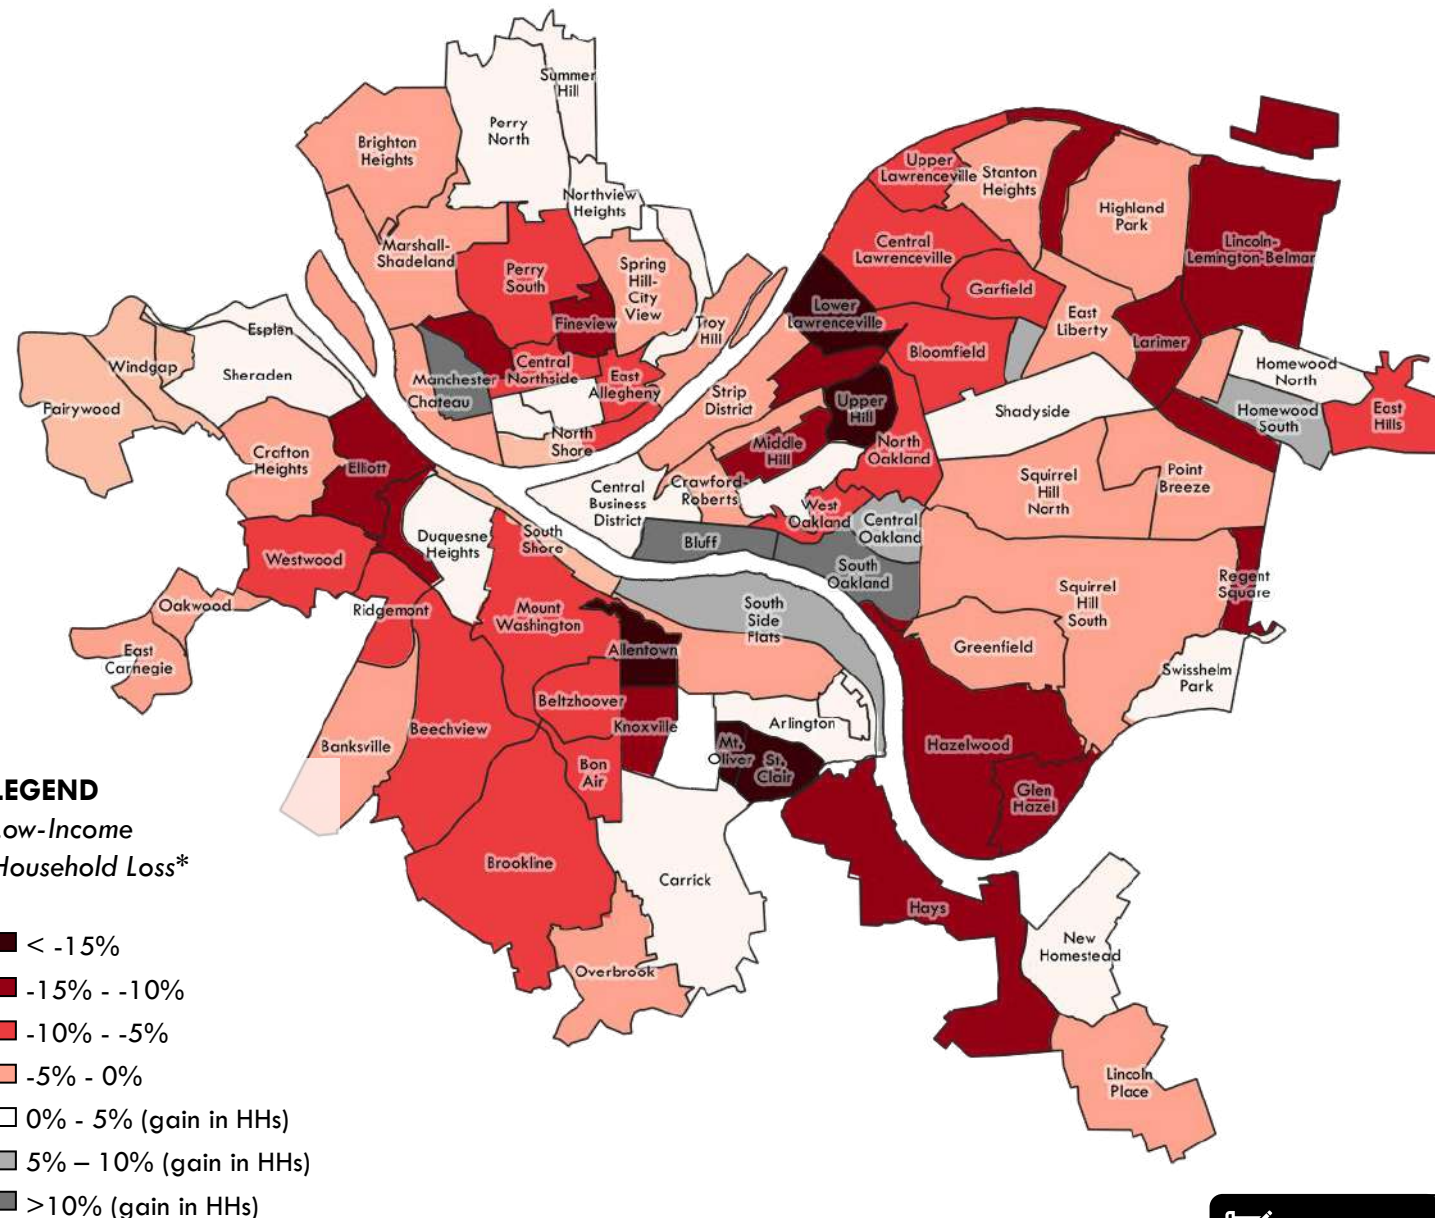 Summer
Hill
Perry
North
Brighton
Heights
Northview
Heights
Upper
Lawrenceville
Stanton
Heights
Highland
Park
Marshall-
Shadeland
Perry
South
Spring
Hill-
City
View
Central
Lawrenceville
Lincoln-
Lemington-Belmar
Garfield
Lower
Lawrenceville
East
Liberty
Fineview
Troy
Hill
Esplen
Larimer
Bloomfield
Windgap
Sheraden
Manchester
Central
Northside
Homewood
North
Chateau
East
Allegheny
Strip
District
Upper
Hill
Shadyside
Fairywood
Homewood
South
East
Hills
North
Shore
Middle
Hill
North
Oakland
Crafton
Heights
Elliott
Crawford-
Roberts
Squirrel
Hill
North
Point
Breeze
Central
Business
District
West
Oakland
Central
Oakland
Duquesne
Heights
South
Shore
Bluff
Westwood
South
Oakland
Regent
Square
Squirrel
Hill
South
Oakwood
Ridgemont
Mount
Washington
South
Side
Flats
East
Carnegie
Allentown
Greenfield
Swisshelm
Park
Beltzhoover
Knoxville
Arlington
Beechview
Banksville
Mt.
Oliver
St.
Clair
Hazelwood
Bon
Air
Glen
Hazel
Brookline
Carrick
Hays
New
Homestead
Overbrook
Lincoln
Place
LEGEND
Low-Income
Household Loss*
< -15%
-15% - -10%
-10% - -5%
-5% - 0%
0% - 5% (gain in HHs)
5% – 10% (gain in HHs)
>10% (gain in HHs)